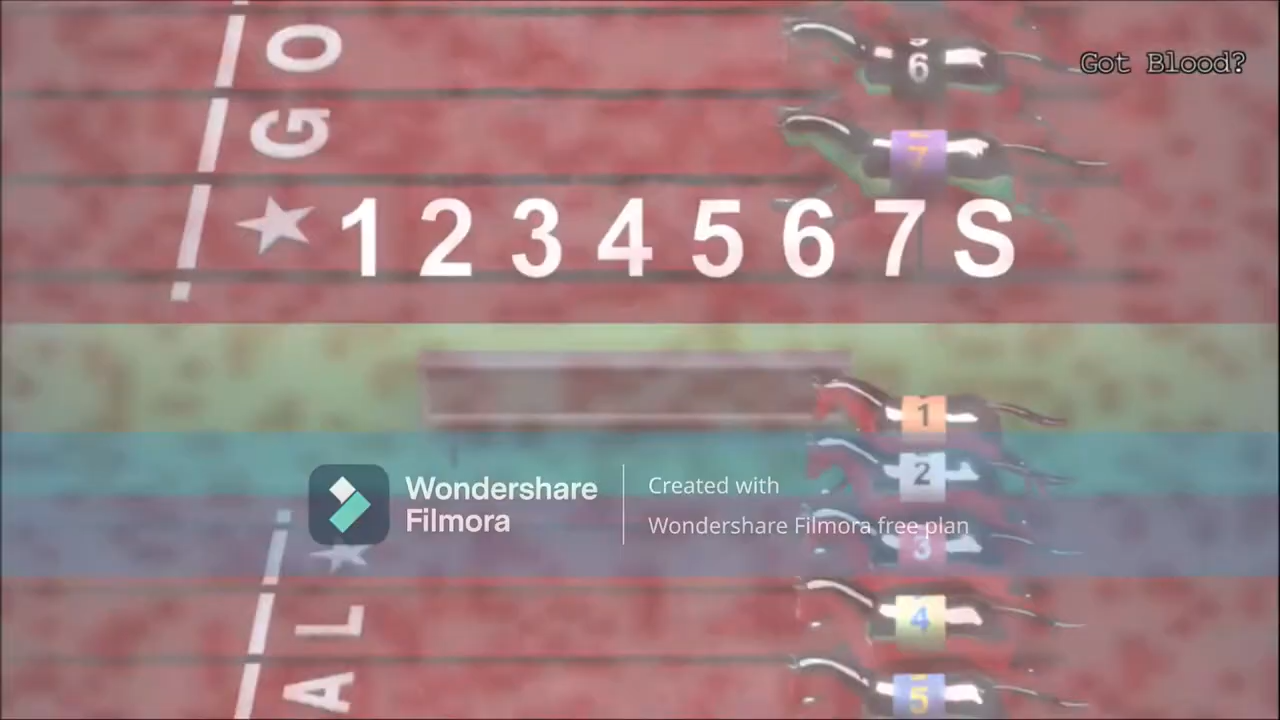 Got Blood?
GO
6
7
★ 1 2 3 4 5 6 7 S
1
2
Wondershare
Filmora
Created with
Wondershare Filmora free plan
3
4
AL ★
5